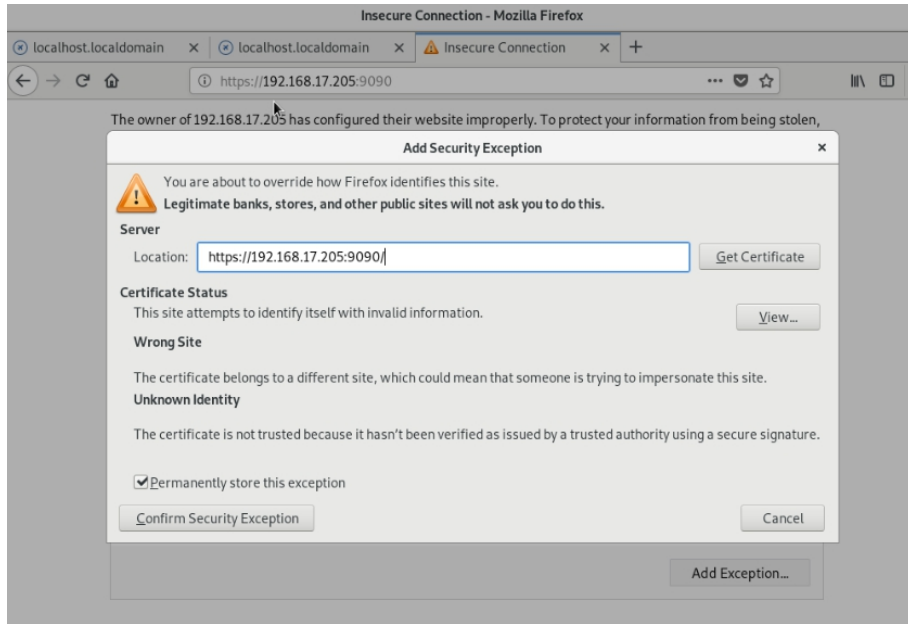 Insecure Connection - Mozilla Firefox
localhost.localdomain × localhost.localdomain × Insecure Connection × +
https://192.168.17.205:9090
The owner of 192.168.17.205 has configured their website improperly. To protect your information from being stolen,
Add Security Exception ×
You are about to override how Firefox identifies this site.
Legitimate banks, stores, and other public sites will not ask you to do this.
Server
Location: https://192.168.17.205:9090/ Get Certificate
Certificate Status
This site attempts to identify itself with invalid information.
View...
Wrong Site
The certificate belongs to a different site, which could mean that someone is trying to impersonate this site.
Unknown Identity
The certificate is not trusted because it hasn't been verified as issued by a trusted authority using a secure signature.
Permanently store this exception
Confirm Security Exception Cancel
Add Exception...